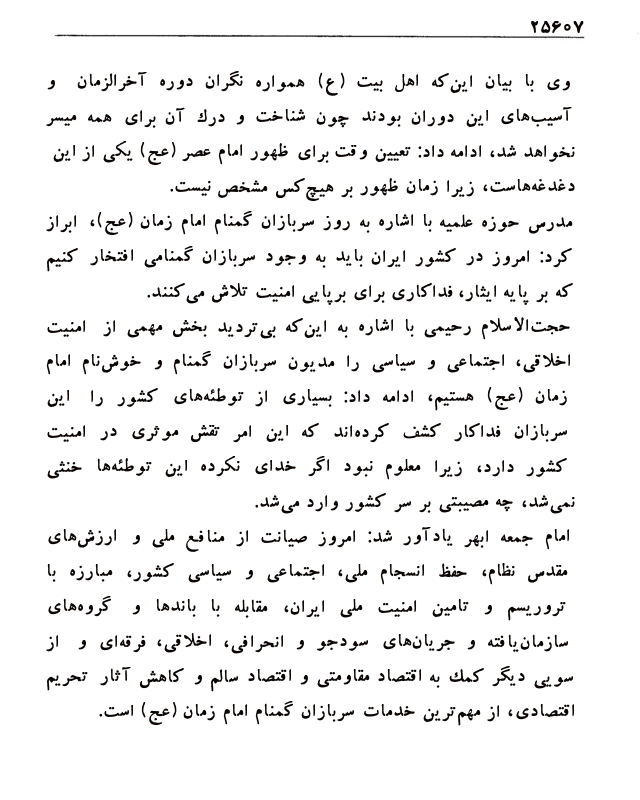 ۲۵۶۰۷
وی با بیان این‌که اهل بیت (ع) همواره نگران دوره آخرالزمان و
آسیب‌های این دوران بودند چون شناخت و درك آن برای همه میسر
نخواهد شد، ادامه داد: تعیین وقت برای ظهور امام عصر (عج) یکی از این
دغدغه‌هاست، زیرا زمان ظهور بر هیچ‌کس مشخص نیست.
مدرس حوزه علمیه با اشاره به روز سربازان گمنام امام زمان (عج)، ابراز
کرد: امروز در کشور ایران باید به وجود سربازان گمنامی افتخار کنیم
که بر پایه ایثار، فداکاری برای برپایی امنیت تلاش می‌کنند.
حجت‌الاسلام رحیمی با اشاره به این‌که بی‌تردید بخش مهمی از امنیت
اخلاقی، اجتماعی و سیاسی را مدیون سربازان گمنام و خوش‌نام امام
زمان (عج) هستیم، ادامه داد: بسیاری از توطئه‌های کشور را این
سربازان فداکار کشف کرده‌اند که این امر تقش موثری در امنیت
کشور دارد، زیرا معلوم نبود اگر خدای نکرده این توطئه‌ها خنثی
نمی‌شد، چه مصیبتی بر سر کشور وارد می‌شد.
امام جمعه ابهر یادآور شد: امروز صیانت از منافع ملی و ارزش‌های
مقدس نظام، حفظ انسجام ملی، اجتماعی و سیاسی کشور، مبارزه با
تروریسم و تامین امنیت ملی ایران، مقابله با باندها و گروه‌های
سازمان‌یافته و جریان‌های سودجو و انحرافی، اخلاقی، فرقه‌ای و از
سویی دیگر کمك به اقتصاد مقاومتی و اقتصاد سالم و کاهش آثار تحریم
اقتصادی، از مهم‌ترین خدمات سربازان گمنام امام زمان (عج) است.